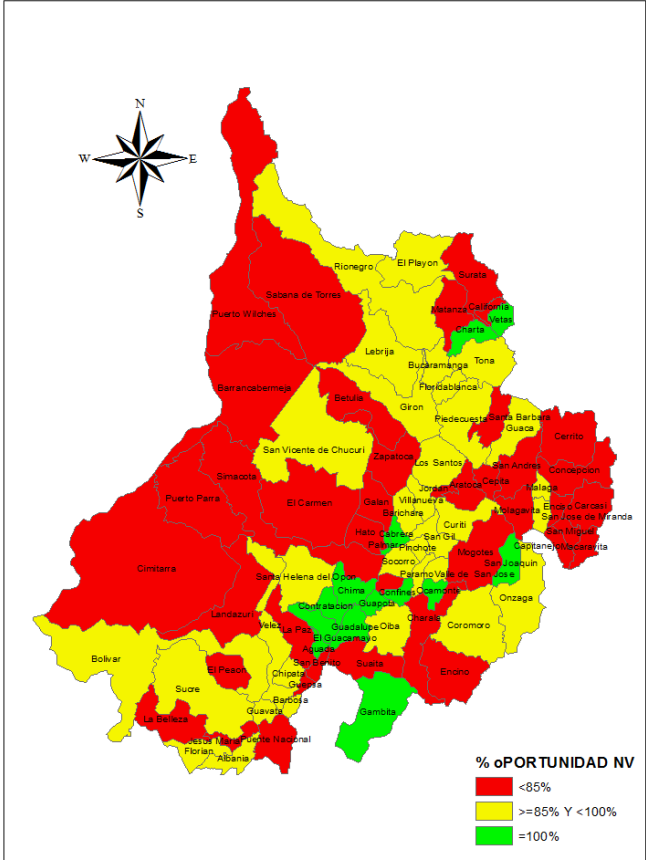 N
W
E
S
El Playon
Rionegro
Surata
Sabana de Torres
Matanza
California
Puerto Wilches
Vetas
Charta
Lebrija
Tona
Bucaramanga
Barrancabermeja
Floridablanca
Betulia
Giron
Piedecuesta
Santa Barbara
Guaca
Cerrito
San Vicente de Chucuri
Zapatoca
Los Santos
San Andres
Concepcion
Simacota
Aratoca
Cepita
Puerto Parra
Jordan
Malaga
El Carmen
Galan
Villanueva
Enciso
Carcasi
Barichara
Molagavita
San Jose de Miranda
Curiti
Hato
Cabrera
San Gil
San Miguel
Palmar
Pinchote
Mogotes
Capitanejo
Macaravita
Socorro
San Joaquin
Cimitarra
Santa Helena del Opon
Paramo
Valle de San Jose
Chima
Confines
Ocamonte
Onzaga
Contratacion
Guapota
Landazuri
Charala
Velez
La Paz
Guadalupe
Oiba
Coromoro
El Guacamayo
Aguada
Bolivar
San Benito
Suaita
El Peñon
Chipata
Encino
Guepsa
Sucre
Barbosa
Guavata
Gambita
La Belleza
Jesus Maria
Puente Nacional
Florian
Albania
% oPORTUNIDAD NV
<85%
>=85% Y <100%
=100%